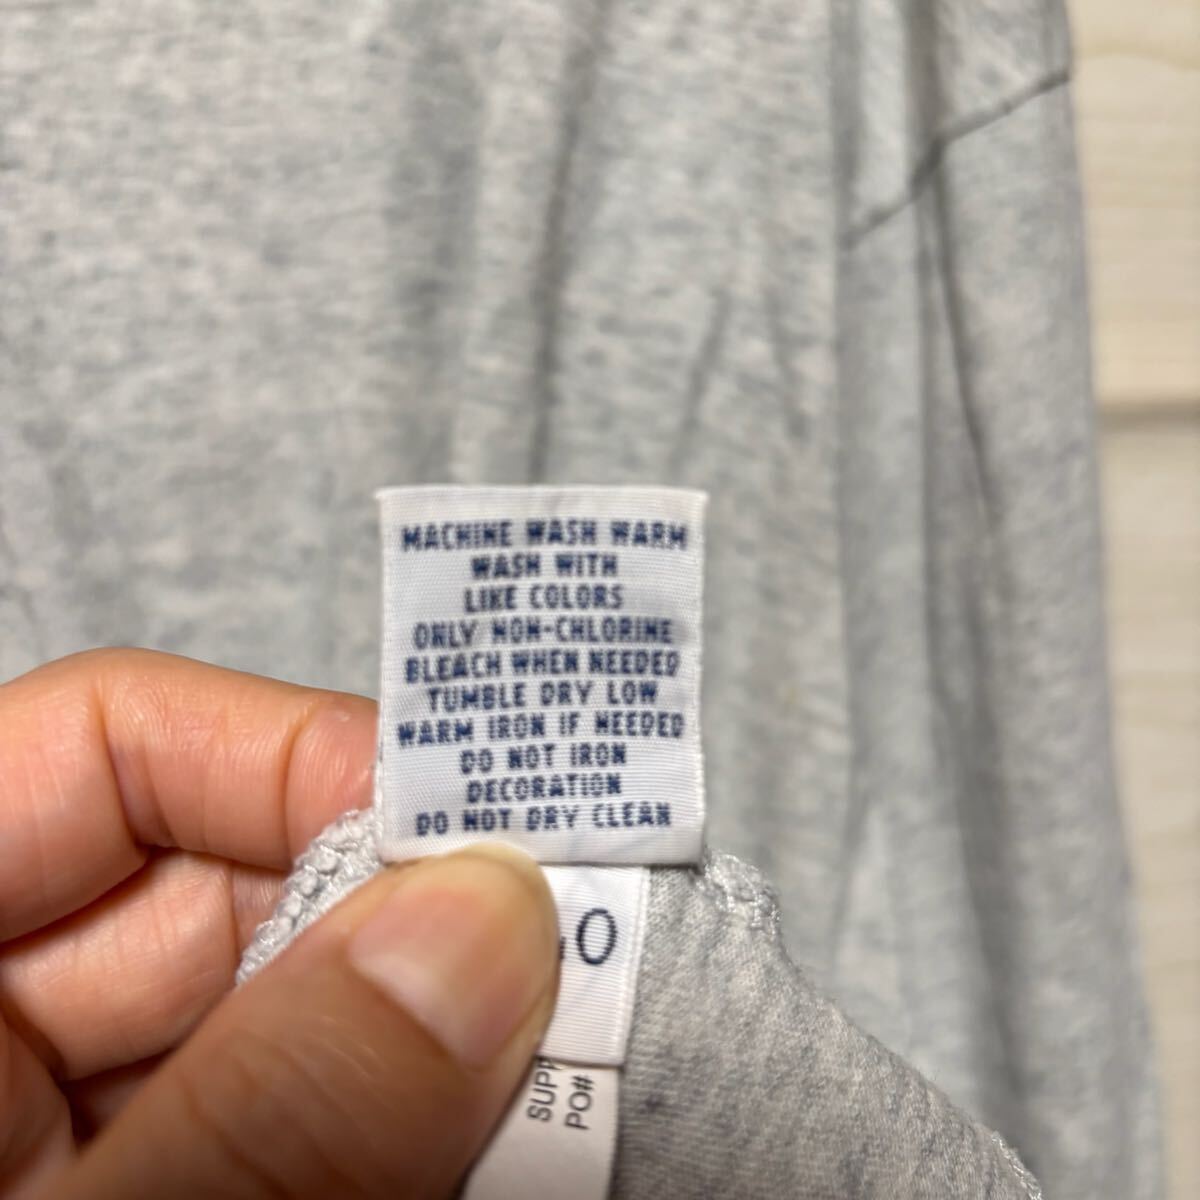 MACHINE WASH WARM
WASH WITH
LIKE COLORS
ONLY NON-CHLORINE
BLEACH WHEN NEEDED
TUMBLE DRY LOW
WARM IRON IF NEEDED
DO NOT IRON
DECORATION
DO NOT DRY CLEAN
PO#